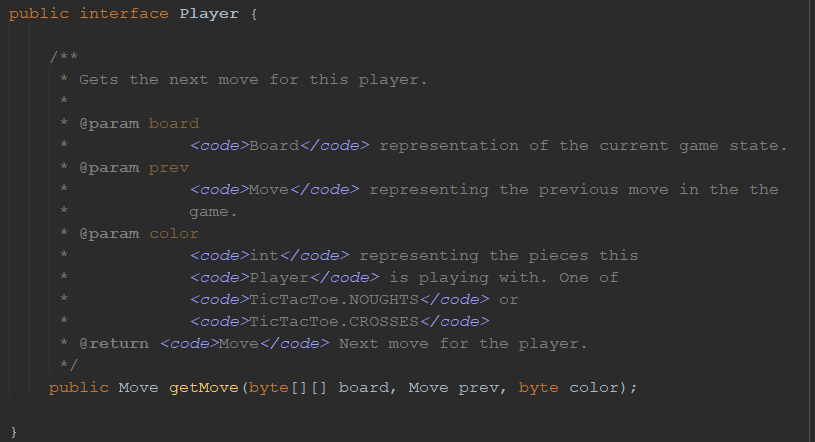 public interface Player {
/**
* Gets the next move for this player.
*
* @param board
* <code>Board</code> representation of the current game state.
* @param prev
* <code>Move</code> representing the previous move in the the
* game.
* @param color
* <code>int</code> representing the pieces this
* <code>Player</code> is playing with. One of
* <code>TicTacToe.NOUGHTS</code> or
* <code>TicTacToe.CROSSES</code>
* @return <code>Move</code> Next move for the player.
*/
public Move getMove(byte[][] board, Move prev, byte color);
}